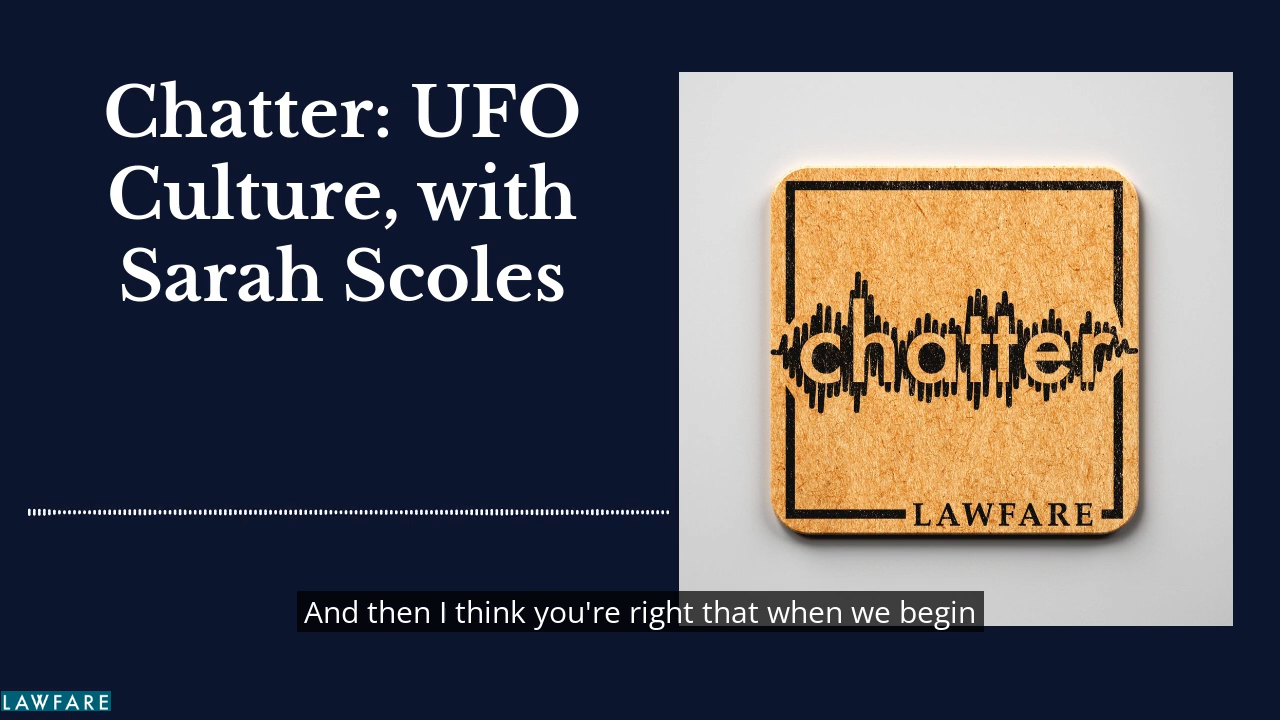 Chatter: UFO
Culture, with
Sarah Scoles
chatter
LAWFARE
And then I think you're right that when we begin
LAWFARE